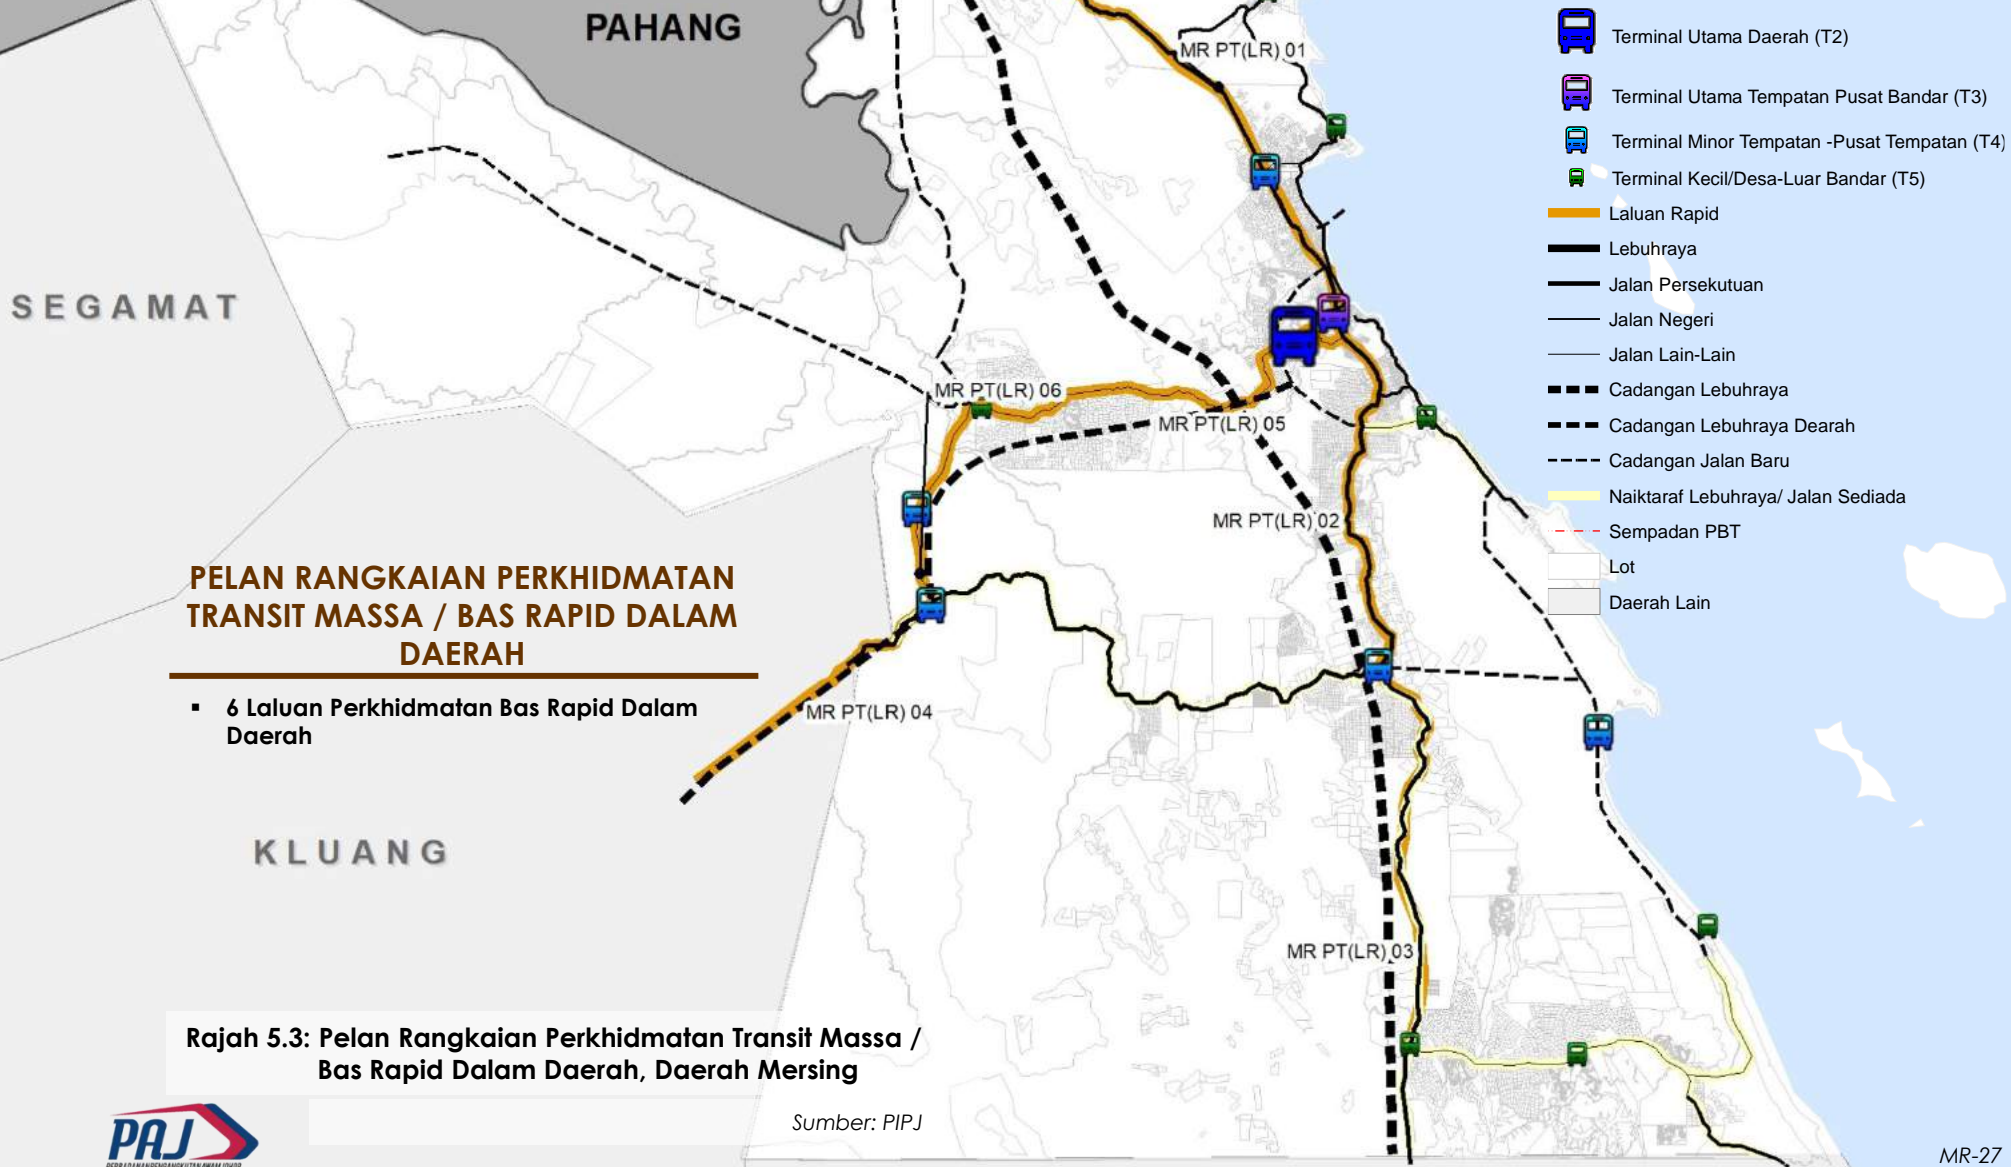 PAHANG
MR PT(LR) 01
Terminal Utama Daerah (T2)
Terminal Utama Tempatan Pusat Bandar (T3)
Terminal Minor Tempatan -Pusat Tempatan (T4)
Terminal Kecil/Desa-Luar Bandar (T5)
Laluan Rapid
Lebuhraya
Jalan Persekutuan
Jalan Negeri
Jalan Lain-Lain
Cadangan Lebuhraya
Cadangan Lebuhraya Dearah
Cadangan Jalan Baru
Naiktaraf Lebuhraya/ Jalan Sediada
Sempadan PBT
Lot
Daerah Lain
SEGAMAT
MR PT(LR) 06
MR PT(LR) 05
MR PT(LR) 02
PELAN RANGKAIAN PERKHIDMATAN
TRANSIT MASSA / BAS RAPID DALAM
DAERAH
▪ 6 Laluan Perkhidmatan Bas Rapid Dalam
Daerah
MR PT(LR) 04
KLUANG
MR PT(LR) 03
Rajah 5.3: Pelan Rangkaian Perkhidmatan Transit Massa /
Bas Rapid Dalam Daerah, Daerah Mersing
Sumber: PIPJ
PAJ
PERBADANAN PENGANGKUTAN AWAM JOHOR
MR-27